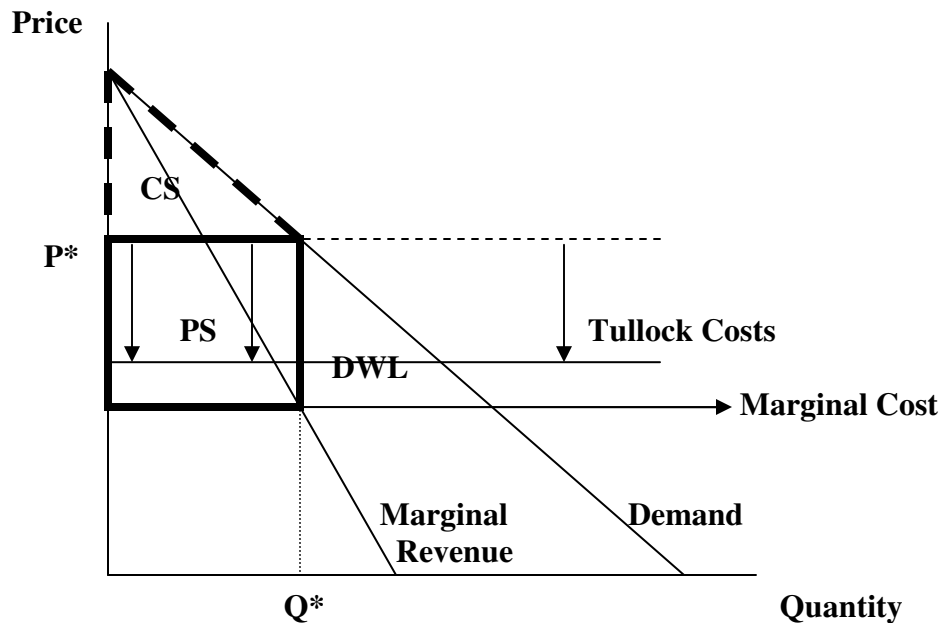 Price
CS
P*
PS
Tullock Costs
DWL
Marginal Cost
Marginal
Revenue
Demand
Q*
Quantity